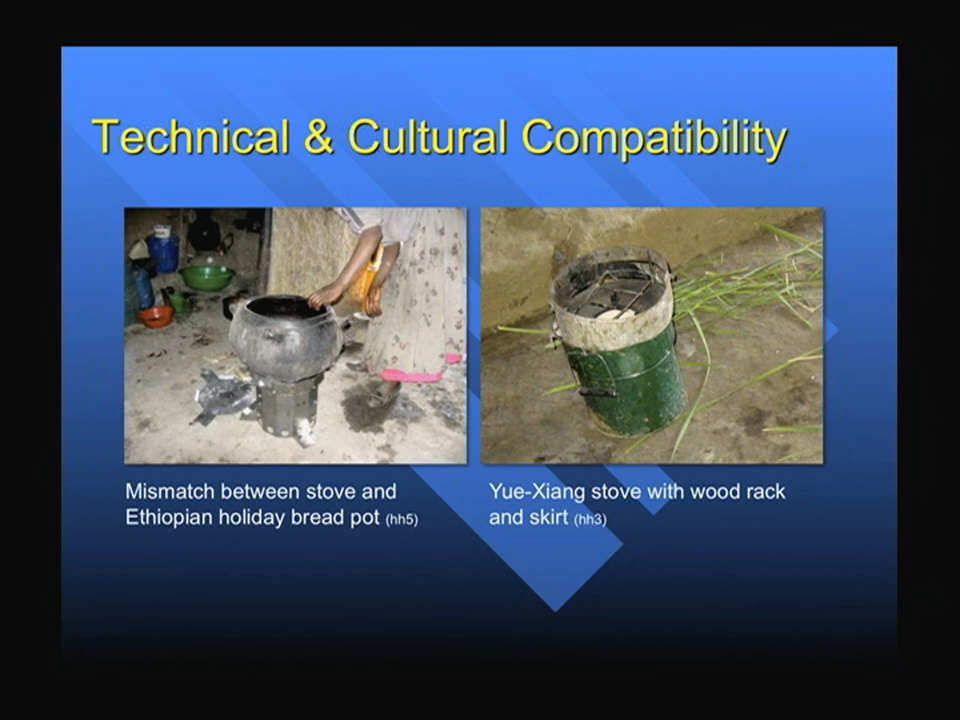 Technical & Cultural Compatibility
Mismatch between stove and
Ethiopian holiday bread pot (hh5)
Yue-Xiang stove with wood rack
and skirt (hh3)